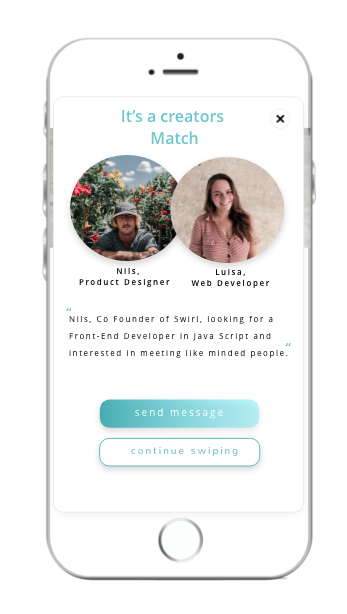 It's a creators
Match
Nils,
Product Designer
Luisa,
Web Developer
“
Nils, Co Founder of Swirl, looking for a
Front-End Developer in Java Script and
interested in meeting like minded people.
“
send message
continue swiping